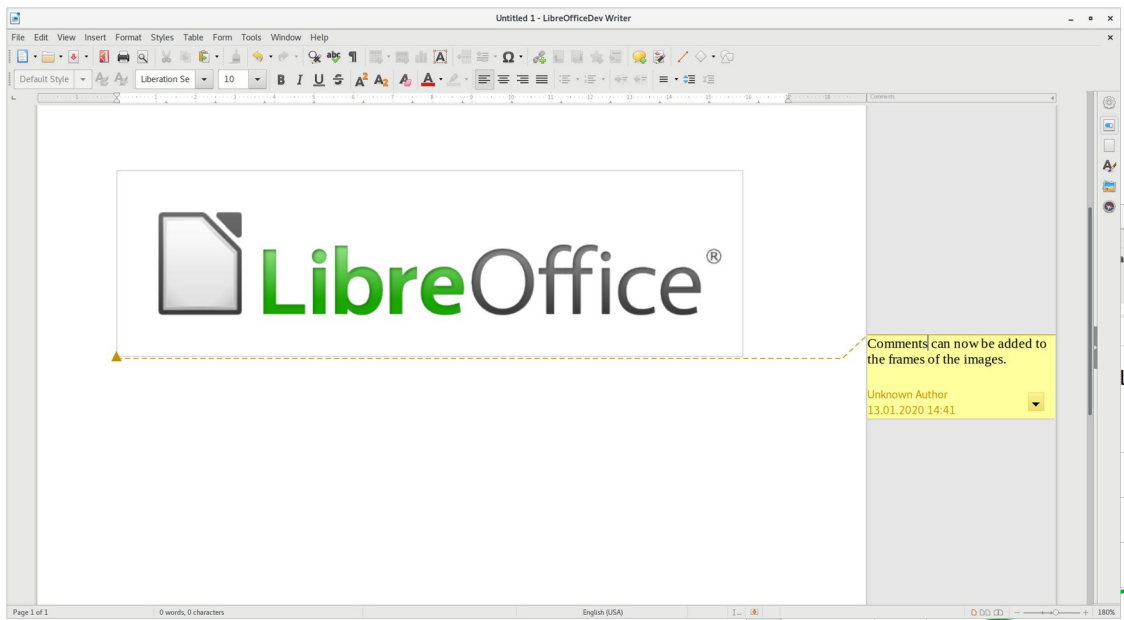 Untitled 1 - LibreOfficeDev Writer
File Edit View Insert Format Styles Table Form Tools Window Help
Default Style Liberation Se 10
Comments
LibreOffice®
Comments can now be added to
the frames of the images.
Unknown Author
13.01.2020 14:41
Page 1 of 1 0 words, 0 characters English (USA) 180%